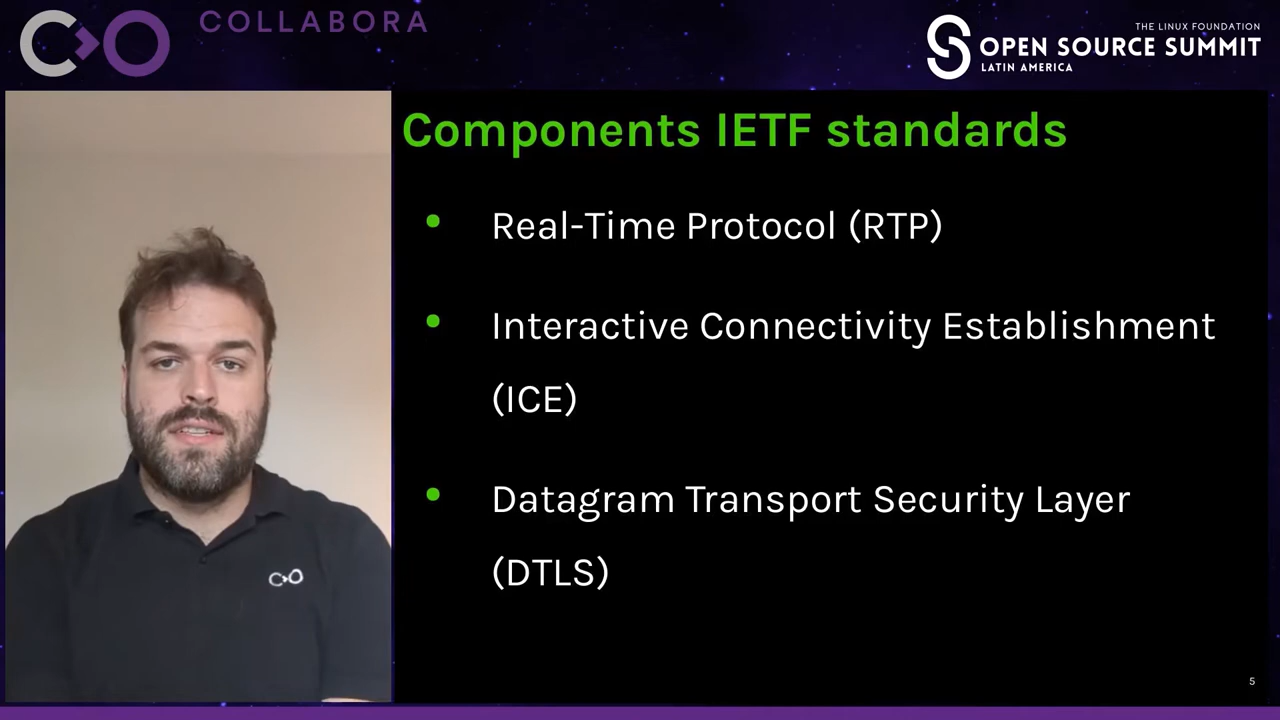 COLLABORA
THE LINUX FOUNDATION
OPEN SOURCE SUMMIT
LATIN AMERICA
Components IETF standards
• Real-Time Protocol (RTP)
• Interactive Connectivity Establishment
(ICE)
• Datagram Transport Security Layer
(DTLS)
5